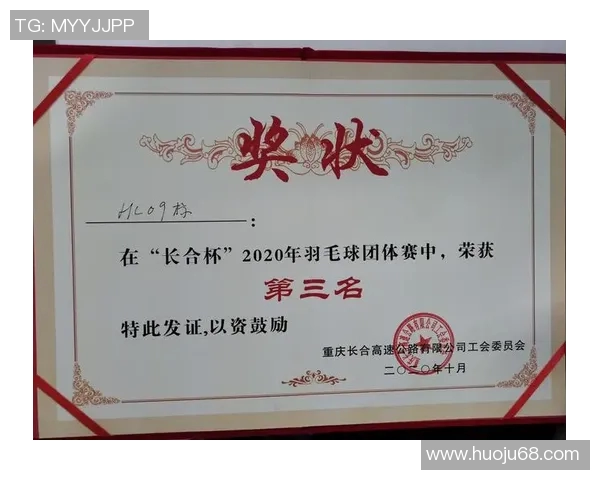 TG: MYYJJPP
奖状
HL09栋：
在“长合杯”2020年羽毛球团体赛中，荣获
第三名
特此发证,以资鼓励
重庆长合高速公路有限公司工会委员会
二〇二〇年十月
www.huoju68.com